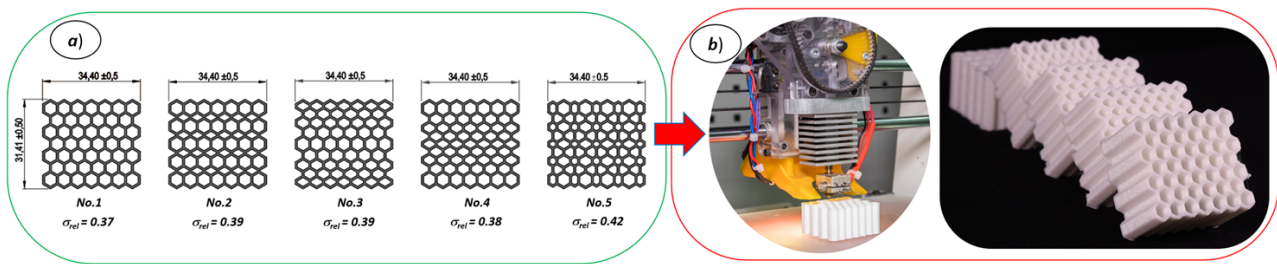 a)
34,40 ±0,5
34,40 ±0,5
34,40 ±0,5
34,40 ±0,5
34.40 ±0.5
31,41 ±0,50
No.1
No.2
No.3
No.4
No.5
σrel = 0.37
σrel = 0.39
σrel = 0.39
σrel = 0.38
σrel = 0.42
b)